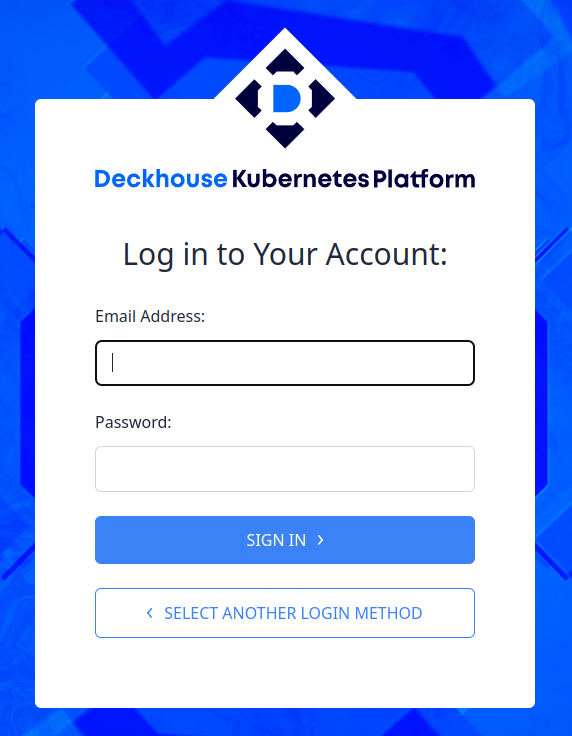 Deckhouse Kubernetes Platform
Log in to Your Account:
Email Address:
Password:
SIGN IN
SELECT ANOTHER LOGIN METHOD